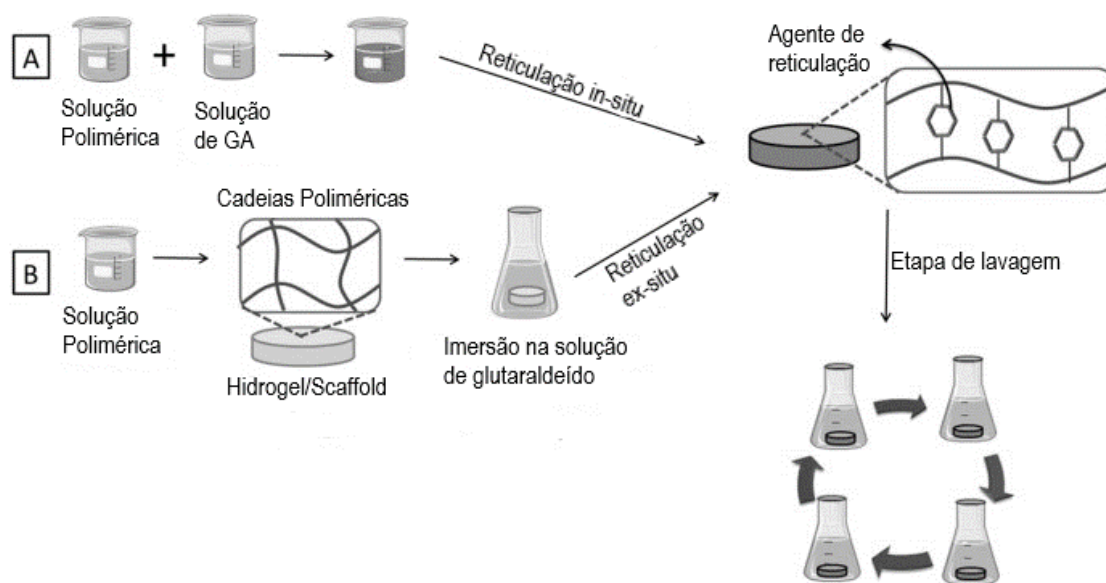 A
Solução
Polimérica
+
Solução
de GA
Reticulação in-situ
Agente de
reticulação
B
Solução
Polimérica
Cadeias Poliméricas
Hidrogel/Scaffold
Imersão na solução
de glutaraldeído
Reticulação
ex-situ
Etapa de lavagem